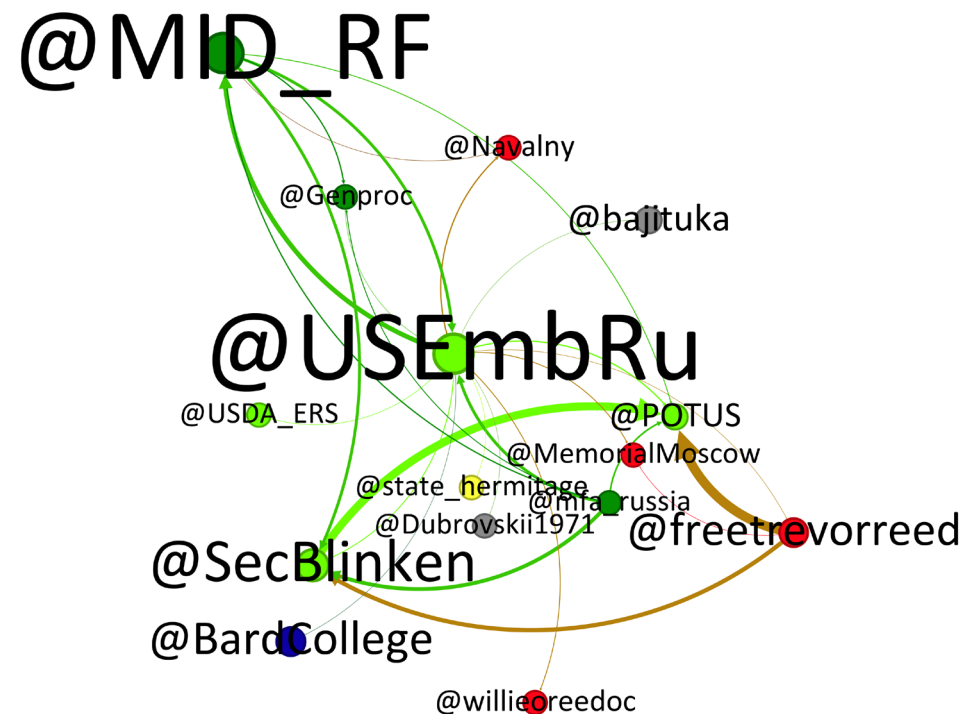 @MID_RF
@Navalny
@Genproc
@bajituka
@USEmbRu
@USDA_ERS
@POTUS
@MemorialMoscow
@state_hermitage
@mfa_russia
@Dubrovskii1971
@freetrevorreed
@SecBlinken
@BardCollege
@willieoreedoc